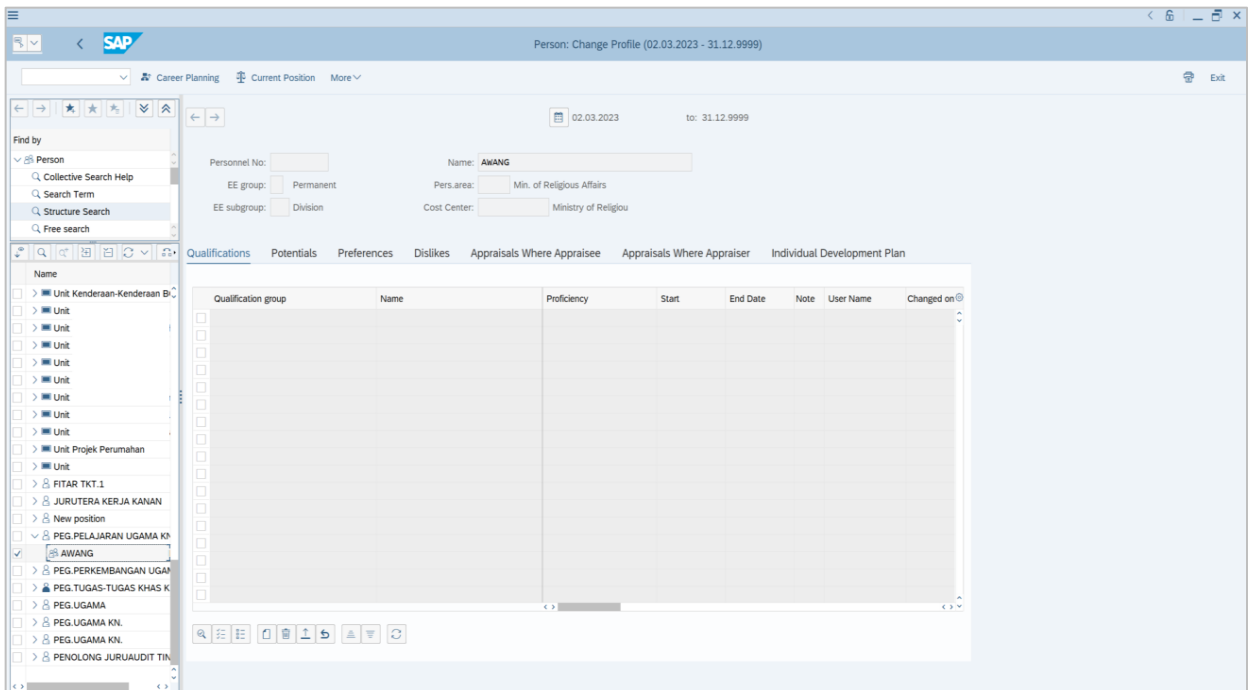 SAP
Person: Change Profile (02.03.2023 - 31.12.9999)
Career Planning
Current Position
More
Exit
Find by
Person
Collective Search Help
Search Term
Structure Search
Free search
02.03.2023
to: 31.12.9999
Personnel No:
Name: AWANG
EE group: Permanent
Pers.area: Min. of Religious Affairs
EE subgroup: Division
Cost Center: Ministry of Religiou
Qualifications
Potentials
Preferences
Dislikes
Appraisals Where Appraisee
Appraisals Where Appraiser
Individual Development Plan
Name
Unit Kenderaan-Kenderaan
Unit
Unit
Unit
Unit
Unit
Unit
Unit
Unit
Unit Projek Perumahan
Unit
FITAR TKT.1
JURUTERA KERJA KANAN
New position
PEG.PELAJARAN UGAMA KN
AWANG
PEG.PERKEMBANGAN UGAM
PEG.TUGAS-TUGAS KHAS K
PEG.UGAMA
PEG.UGAMA KN.
PEG.UGAMA KN.
PENOLONG JURUAUDIT TIN
Qualification group
Name
Proficiency
Start
End Date
Note
User Name
Changed on